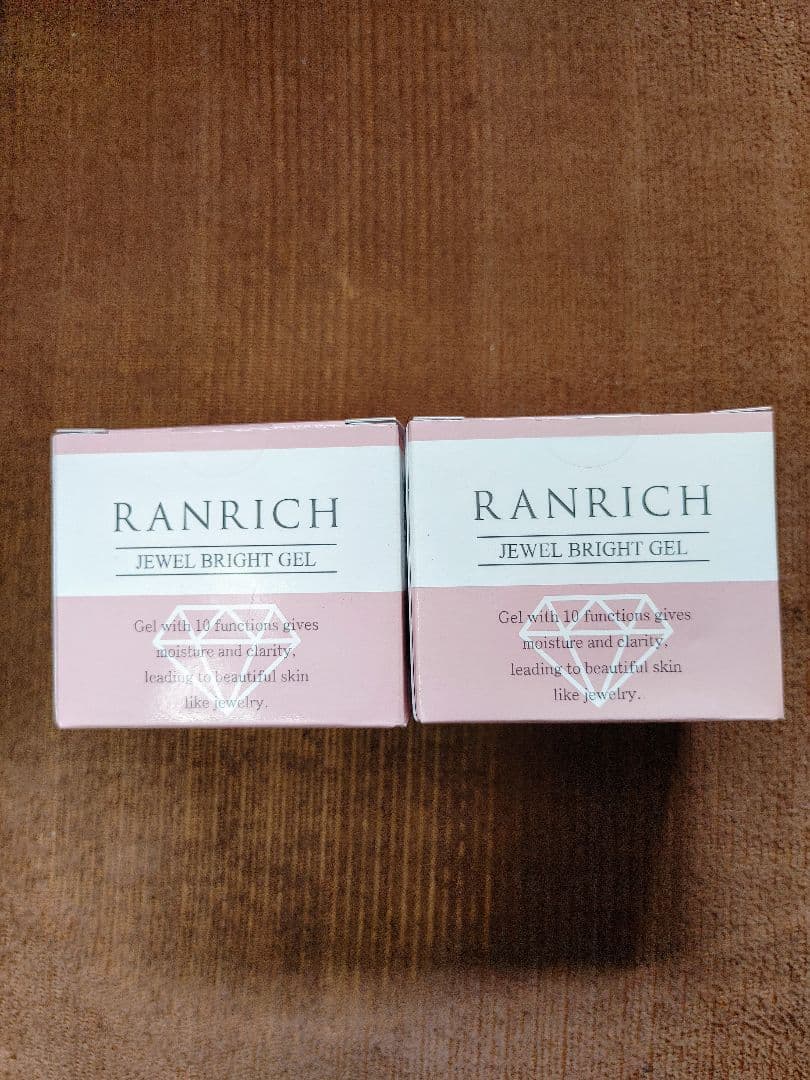 RANRICH
JEWEL BRIGHT GEL
Gel with 10 functions gives
moisture and clarity,
leading to beautiful skin
like jewelry.
RANRICH
JEWEL BRIGHT GEL
Gel with 10 functions gives
moisture and clarity,
leading to beautiful skin
like jewelry.